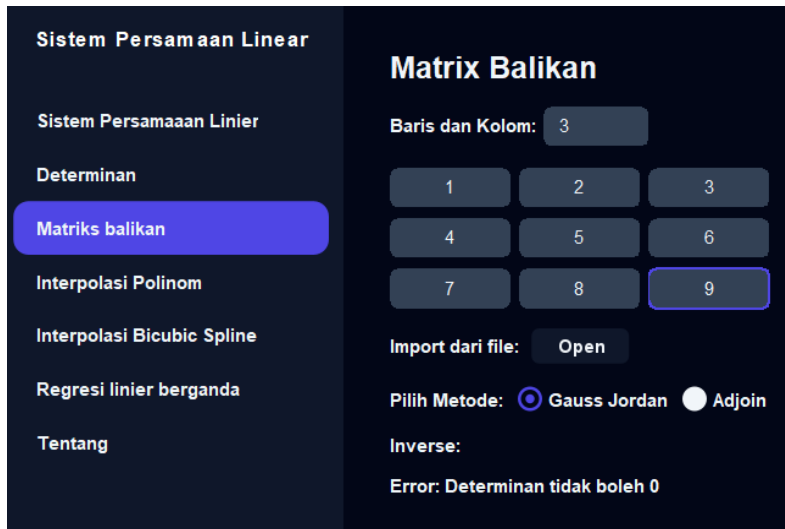 Sistem Persamaan Linear
Sistem Persamaaan Linier
Determinan
Matriks balikan
Interpolasi Polinom
Interpolasi Bicubic Spline
Regresi linier berganda
Tentang
Matrix Balikan
Baris dan Kolom: 3
1 2 3
4 5 6
7 8 9
Import dari file: Open
Pilih Metode: Gauss Jordan Adjoin
Inverse:
Error: Determinan tidak boleh 0